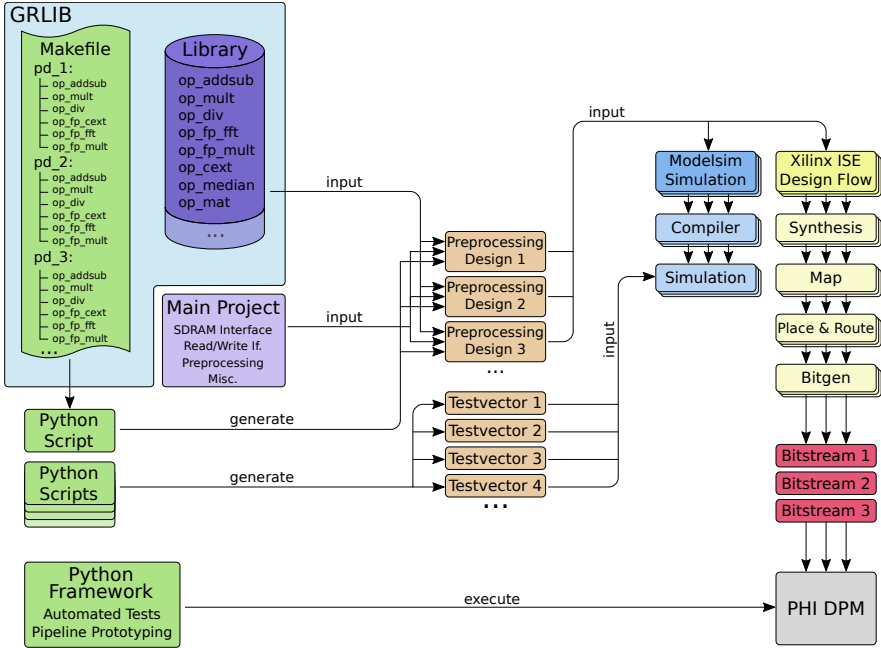 GRLIB
Makefile
pd_1:
op_addsub
op_mult
op_div
op_fp_cext
op_fp_fft
op_fp_mult
pd_2:
op_addsub
op_mult
op_div
op_fp_cext
op_fp_fft
op_fp_mult
pd_3:
op_addsub
op_mult
op_div
op_fp_cext
op_fp_fft
op_fp_mult
...
Library
op_addsub
op_mult
op_div
op_fp_fft
op_fp_mult
op_cext
op_median
op_mat
...
Main Project
SDRAM Interface
Read/Write If.
Preprocessing
Misc.
input
input
Python
Script
generate
Python
Scripts
generate
Preprocessing
Design 1
Preprocessing
Design 2
Preprocessing
Design 3
...
Testvector 1
Testvector 2
Testvector 3
Testvector 4
...
input
input
Modelsim
Simulation
Compiler
Simulation
Xilinx ISE
Design Flow
Synthesis
Map
Place & Route
Bitgen
Bitstream 1
Bitstream 2
Bitstream 3
Python
Framework
Automated Tests
Pipeline Prototyping
execute
PHI DPM